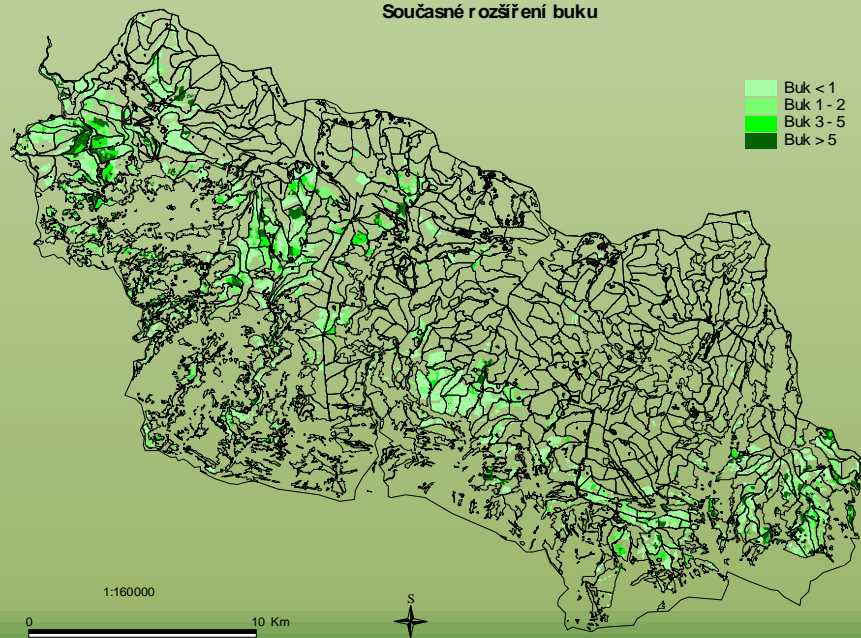 Současné rozšíření buku
Buk < 1
Buk 1 - 2
Buk 3 - 5
Buk > 5
1:160000
0 10 Km
S